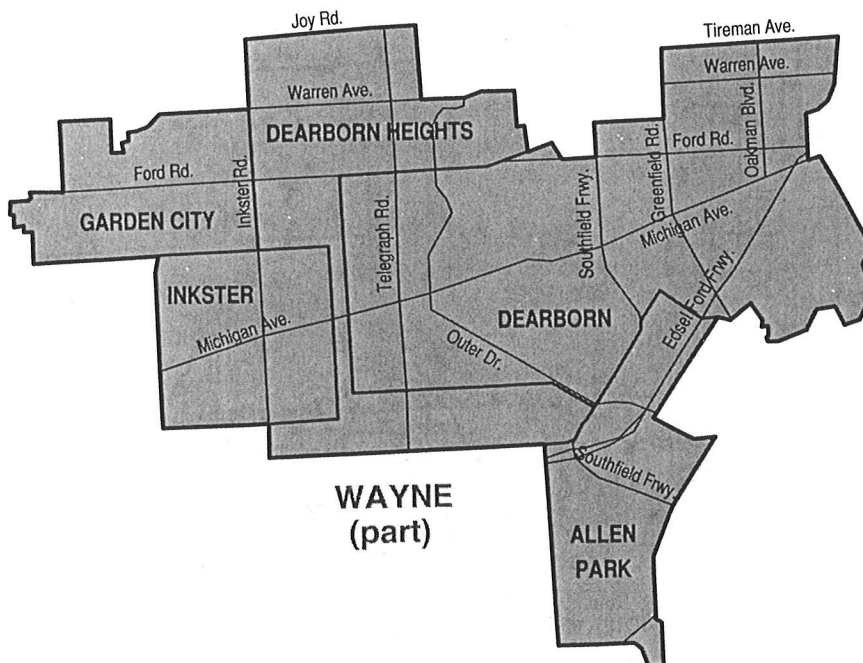 Joy Rd.
Tireman Ave.
Warren Ave.
Warren Ave.
DEARBORN HEIGHTS
Ford Rd.
Ford Rd.
Inkster Rd.
Telegraph Rd.
Southfield Frwy.
Greenfield Rd.
Oakman Blvd.
GARDEN CITY
Michigan Ave.
INKSTER
Michigan Ave.
DEARBORN
Edsel Ford Frwy.
Outer Dr.
Southfield Frwy.
WAYNE
(part)
ALLEN
PARK